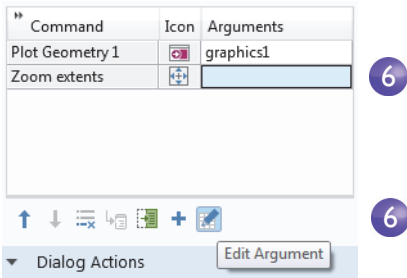 Command Icon Arguments
Plot Geometry 1 graphics1
Zoom extents
6
6
Edit Argument
Dialog Actions